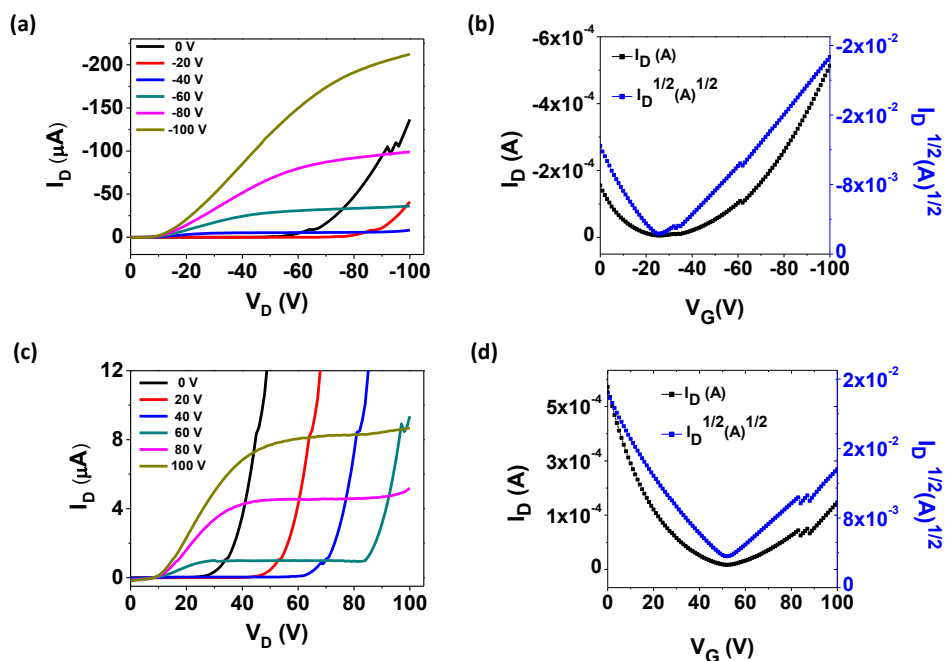 (a)
0 V
-20 V
-40 V
-60 V
-80 V
-100 V
-200
-150
-100
-50
0
I_D (µA)
0 -20 -40 -60 -80 -100
V_D (V)
(b)
I_D (A)
I_D^1/2(A)^1/2
-6x10^-4
-4x10^-4
-2x10^-4
0
I_D (A)
-2x10^-2
-2x10^-2
-8x10^-3
0
I_D^1/2(A)^1/2
0 -20 -40 -60 -80 -100
V_G(V)
(c)
0 V
20 V
40 V
60 V
80 V
100 V
12
8
4
0
I_D (µA)
0 20 40 60 80 100
V_D (V)
(d)
I_D (A)
I_D^1/2(A)^1/2
5x10^-4
3x10^-4
1x10^-4
0
I_D (A)
2x10^-2
2x10^-2
8x10^-3
0
I_D^1/2(A)^1/2
0 20 40 60 80 100
V_G (V)